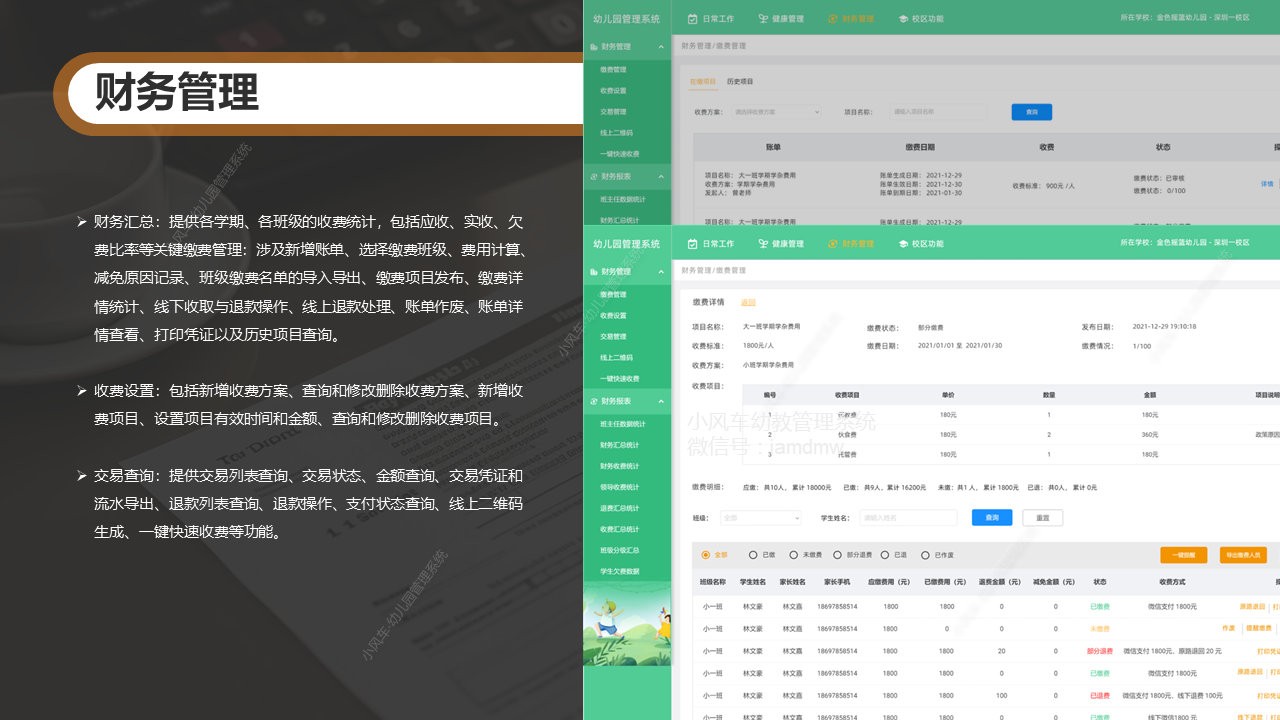 财务管理
小风车·幼儿园管理系统
➢ 财务汇总：提供各学期、各班级的收费统计，包括应收、实收、欠
费比率等关键缴费管理：涉及新增账单、选择缴费班级、费用计算、
减免原因记录、班级缴费名单的导入导出、缴费项目发布、缴费详
情统计、线下收取与退款操作、线上退款处理、账单作废、账单详
情查看、打印凭证以及历史项目查询。
➢ 收费设置：包括新增收费方案、查询和修改删除收费方案、新增收
费项目、设置项目有效时间和金额、查询和修改删除收费项目。
➢ 交易查询：提供交易列表查询、交易状态、金额查询、交易凭证和
流水导出、退款列表查询、退款操作、支付状态查询、线上二维码
生成、一键快速收费等功能。
小风车·幼儿园管理系统
幼儿园管理系统 日常工作 健康管理 财务管理 校区功能 所在学校：金色摇篮幼儿园 - 深圳一校区
财务管理
缴费管理
收费设置
交易管理
线上二维码
一键快速收费
财务报表
班主任数据统计
财务汇总统计
财务管理/缴费管理
在缴项目 历史项目
收费方案： 请选择收费方案 项目名称： 请输入项目名称 查询
账单 缴费日期 收费 状态
项目名称： 大一班学期学杂费用
收费方案：学期学杂费用
发起人： 曾老师
账单生成日期： 2021-12-29
账单生效日期： 2021-12-30
账单到期日期： 2021-01-30
收费标准： 900元 /人
缴费状态：已审核
缴费状态： 0/100
详情
项目名称： 大一班学期学杂费用 账单生成日期： 2021-12-29
幼儿园管理系统 日常工作 健康管理 财务管理 校区功能 所在学校：金色摇篮幼儿园 - 深圳一校区
财务管理
缴费管理
收费设置
交易管理
线上二维码
一键快速收费
财务报表
班主任数据统计
财务汇总统计
财务收费统计
领导收费统计
退费汇总统计
收费汇总统计
班级分级汇总
学生欠费数据
财务管理/缴费管理
缴费详情 返回
项目名称： 大一班学期学杂费用 缴费状态： 部分缴费 发布日期： 2021-12-29 19:10:18
收费标准： 1800元/人 缴费日期： 2021/01/01 至 2021/01/30 缴费情况： 1/100
收费方案： 小班学期学杂费用
收费项目：
编号 收费项目 单价 数量 金额 项目说明
1 180元 1 180元
2 伙食费 180元 2 360元 政策原因
3 托管费 180元 1 180元
小风车幼教管理系统
微信号：jamdmw
缴费明细： 应缴： 共10人， 累计 18000元 已缴： 共9人，累计 16200元 未缴： 共1 人， 累计 1800元 已退： 共0人， 累计 0元
班级： 全部 学生姓名： 请输入姓名 查询 重置
全部 已缴 未缴费 部分退费 已退 已作废 一键提醒 导出缴费人员
班级名称 学生姓名 家长姓名 家长手机 应缴费用（元） 已缴费用（元） 退费金额（元） 减免金额（元） 状态 收费方式
小一班 林文豪 林文嘉 18697858514 1800 1800 0 0 已缴费 微信支付 1800元 原路退回
小一班 林文豪 林文嘉 18697858514 1800 0 0 0 未缴费 作废 提醒缴费
小一班 林文豪 林文嘉 18697858514 1800 1800 20 0 部分退费 微信支付 1800元，原路退回 20 元 打印凭证
小一班 林文豪 林文嘉 18697858514 1800 1800 0 0 已缴费 微信支付 1800元 原路退回
小一班 林文豪 林文嘉 18697858514 1800 1800 100 0 已退费 微信支付 1800元，线下退费 100元 打印凭证
小一班 林文豪 林文嘉 18697858514 1800 1800 0 0 已缴费 线下微信1800 元 线下退款